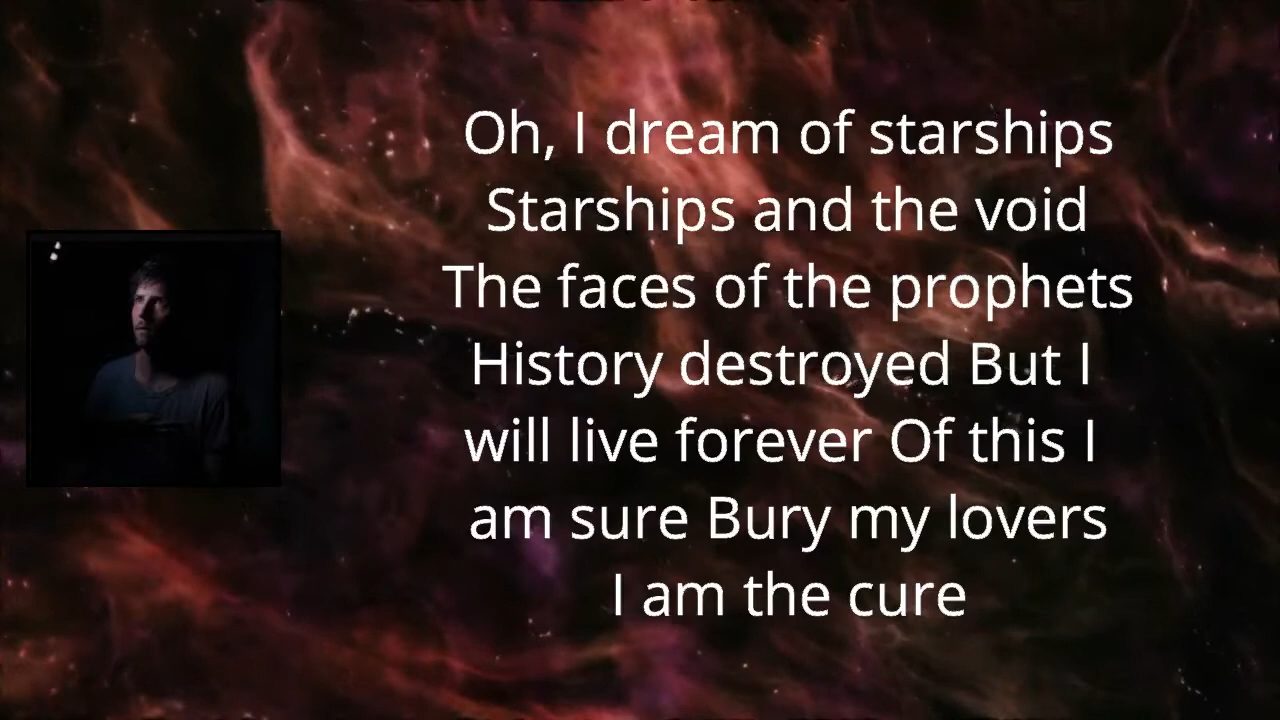 Oh, I dream of starships
Starships and the void
The faces of the prophets
History destroyed But I
will live forever Of this I
am sure Bury my lovers
I am the cure